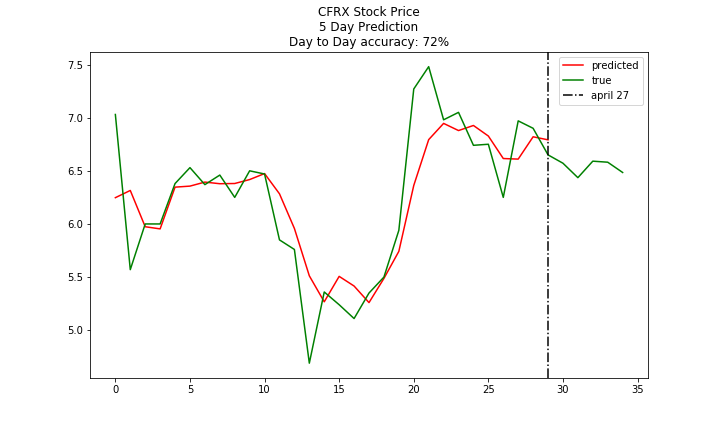 CFRX Stock Price
5 Day Prediction
Day to Day accuracy: 72%
predicted
true
april 27
7.5
7.0
6.5
6.0
5.5
5.0
0 5 10 15 20 25 30 35